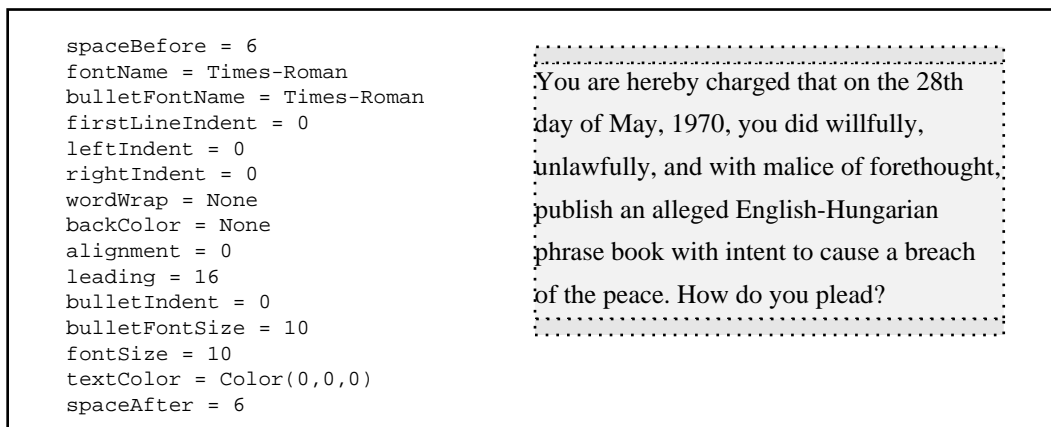 spaceBefore = 6
fontName = Times-Roman
bulletFontName = Times-Roman
firstLineIndent = 0
leftIndent = 0
rightIndent = 0
wordWrap = None
backColor = None
alignment = 0
leading = 16
bulletIndent = 0
bulletFontSize = 10
fontSize = 10
textColor = Color(0,0,0)
spaceAfter = 6
You are hereby charged that on the 28th
day of May, 1970, you did willfully,
unlawfully, and with malice of forethought,
publish an alleged English-Hungarian
phrase book with intent to cause a breach
of the peace. How do you plead?